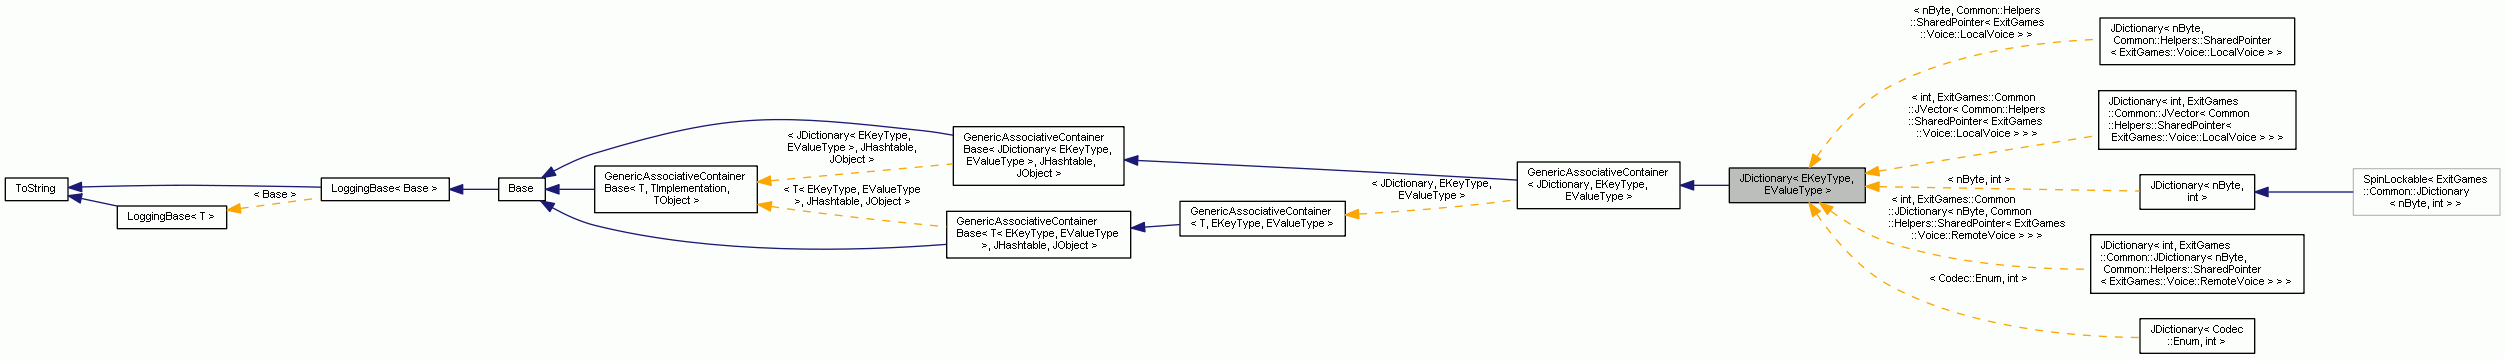 ToString
LoggingBase< T >
< Base >
LoggingBase< Base >
Base
GenericAssociativeContainer
Base< T, TImplementation,
TObject >
< JDictionary< EKeyType,
EValueType >, JHashtable,
JObject >
< T< EKeyType, EValueType
>, JHashtable, JObject >
GenericAssociativeContainer
Base< JDictionary< EKeyType,
EValueType >, JHashtable,
JObject >
GenericAssociativeContainer
Base< T< EKeyType, EValueType
>, JHashtable, JObject >
GenericAssociativeContainer
< T, EKeyType, EValueType >
< JDictionary, EKeyType,
EValueType >
GenericAssociativeContainer
< JDictionary, EKeyType,
EValueType >
JDictionary< EKeyType,
EValueType >
< nByte, Common::Helpers
::SharedPointer< ExitGames
::Voice::LocalVoice > >
< int, ExitGames::Common
::JVector< Common::Helpers
::SharedPointer< ExitGames
::Voice::LocalVoice > > >
< nByte, int >
< int, ExitGames::Common
::JDictionary< nByte, Common
::Helpers::SharedPointer< ExitGames
::Voice::RemoteVoice > > >
< Codec::Enum, int >
JDictionary< nByte,
Common::Helpers::SharedPointer
< ExitGames::Voice::LocalVoice > >
JDictionary< int, ExitGames
::Common::JVector< Common
::Helpers::SharedPointer<
ExitGames::Voice::LocalVoice > > >
JDictionary< nByte,
int >
JDictionary< int, ExitGames
::Common::JDictionary< nByte,
Common::Helpers::SharedPointer
< ExitGames::Voice::RemoteVoice > > >
JDictionary< Codec
::Enum, int >
SpinLockable< ExitGames
::Common::JDictionary
< nByte, int > >